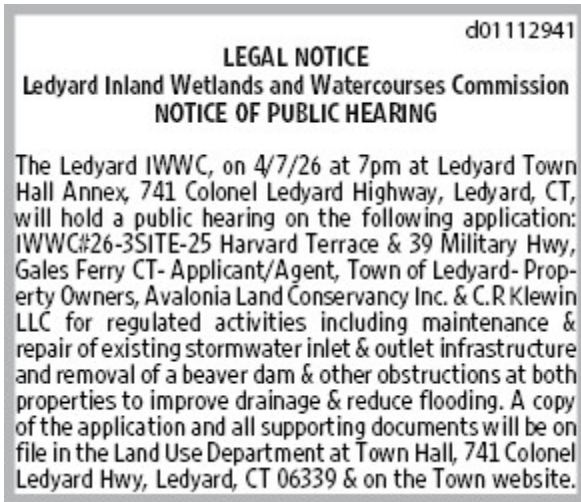 d01112941
LEGAL NOTICE
Ledyard Inland Wetlands and Watercourses Commission
NOTICE OF PUBLIC HEARING
The Ledyard IWWC, on 4/7/26 at 7pm at Ledyard Town
Hall Annex, 741 Colonel Ledyard Highway, Ledyard, CT,
will hold a public hearing on the following application:
IWWC#26-3SITE-25 Harvard Terrace & 39 Military Hwy,
Gales Ferry CT- Applicant/Agent, Town of Ledyard- Prop-
erty Owners, Avalonia Land Conservancy Inc. & C.R Klewin
LLC for regulated activities including maintenance &
repair of existing stormwater inlet & outlet infrastructure
and removal of a beaver dam & other obstructions at both
properties to improve drainage & reduce flooding. A copy
of the application and all supporting documents will be on
file in the Land Use Department at Town Hall, 741 Colonel
Ledyard Hwy, Ledyard, CT 06339 & on the Town website.